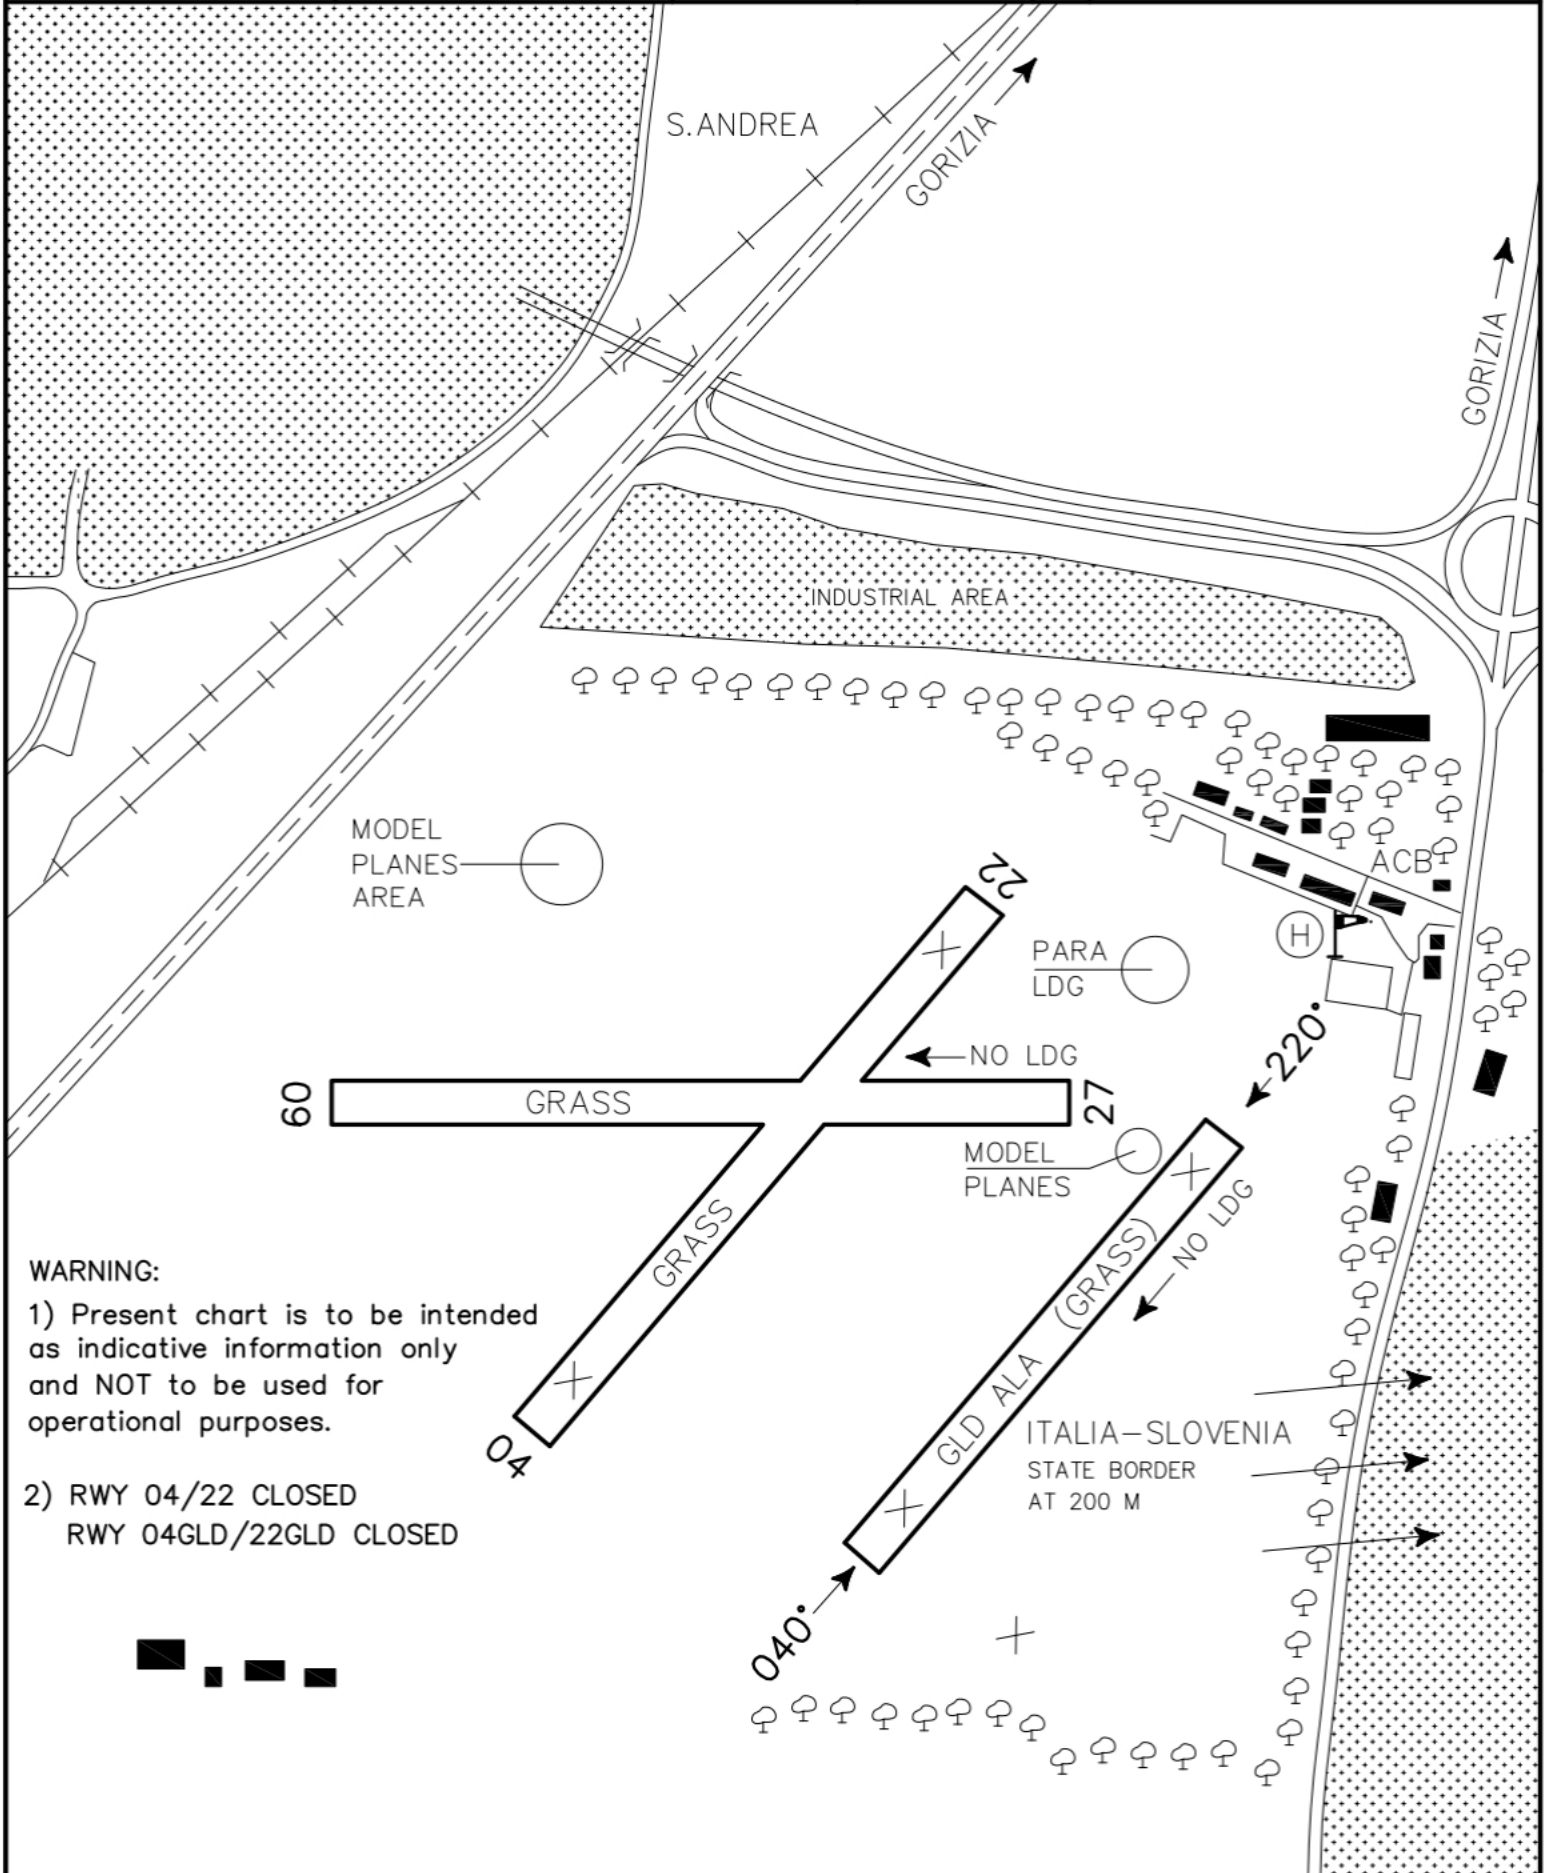 S.ANDREA
GORIZIA
GORIZIA
INDUSTRIAL AREA
MODEL
PLANES
AREA
ACB
H
22
PARA
LDG
220°
NO LDG
09
GRASS
27
MODEL
PLANES
NO LDG
GRASS
GLD ALA (GRASS)
WARNING:
1) Present chart is to be intended
as indicative information only
and NOT to be used for
operational purposes.
04
ITALIA-SLOVENIA
STATE BORDER
AT 200 M
2) RWY 04/22 CLOSED
RWY 04GLD/22GLD CLOSED
040°